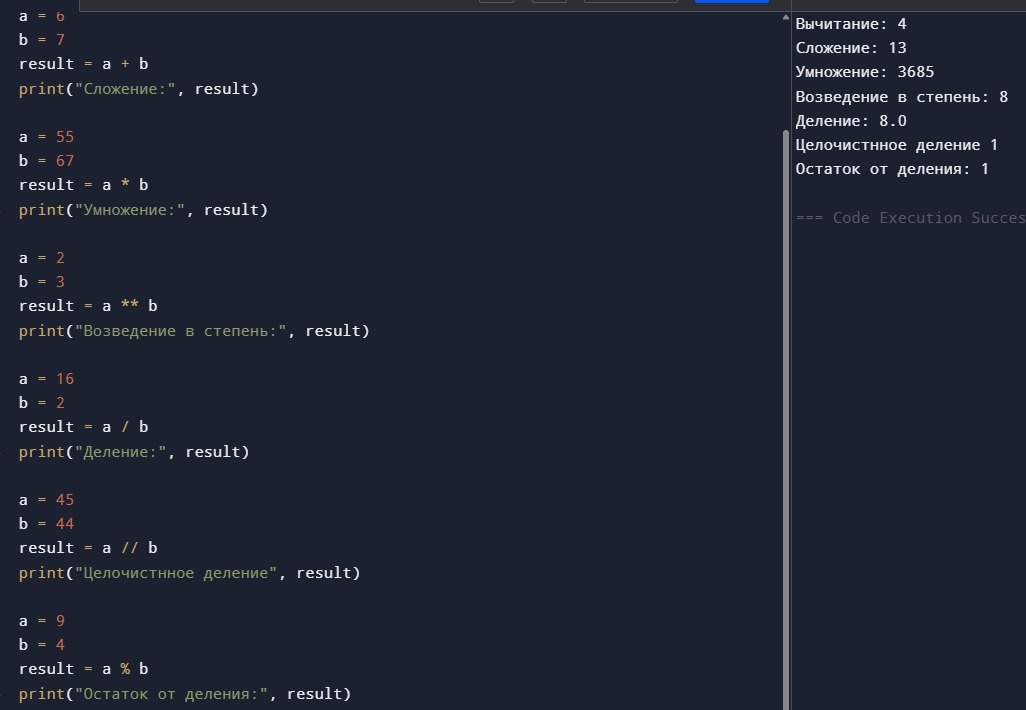 a = 6
b = 7
result = a + b
print("Сложение:", result)
a = 55
b = 67
result = a * b
print("Умножение:", result)
a = 2
b = 3
result = a ** b
print("Возведение в степень:", result)
a = 16
b = 2
result = a / b
print("Деление:", result)
a = 45
b = 44
result = a // b
print("Целочистнное деление", result)
a = 9
b = 4
result = a % b
print("Остаток от деления:", result)
Вычитание: 4
Сложение: 13
Умножение: 3685
Возведение в степень: 8
Деление: 8.0
Целочистнное деление 1
Остаток от деления: 1
=== Code Execution Succes